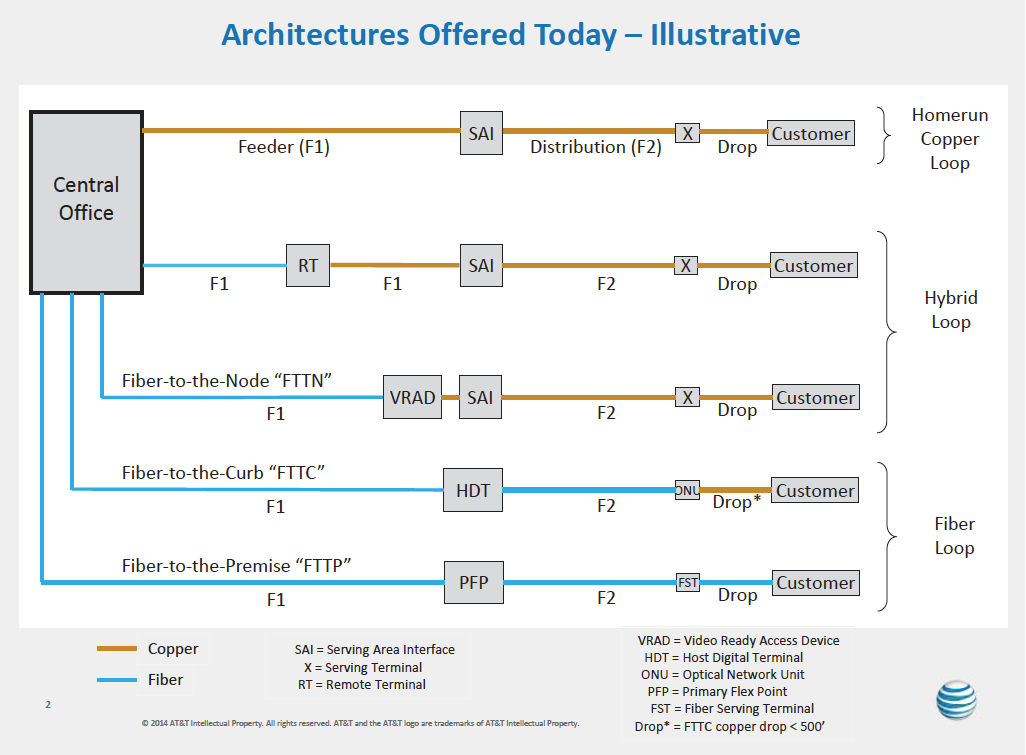 Architectures Offered Today – Illustrative
Central
Office
Feeder (F1)
SAI
Distribution (F2)
X
Drop
Customer
Homerun
Copper
Loop
F1
RT
F1
SAI
F2
X
Drop
Customer
Hybrid
Loop
Fiber-to-the-Node “FTTN”
F1
VRAD
SAI
F2
X
Drop
Customer
Fiber-to-the-Curb “FTTC”
F1
HDT
F2
ONU
Drop*
Customer
Fiber
Loop
Fiber-to-the-Premise “FTTP”
F1
PFP
F2
FST
Drop
Customer
Copper
Fiber
SAI = Serving Area Interface
X = Serving Terminal
RT = Remote Terminal
VRAD = Video Ready Access Device
HDT = Host Digital Terminal
ONU = Optical Network Unit
PFP = Primary Flex Point
FST = Fiber Serving Terminal
Drop* = FTTC copper drop < 500’
2
© 2014 AT&T Intellectual Property. All rights reserved. AT&T and the AT&T logo are trademarks of AT&T Intellectual Property.